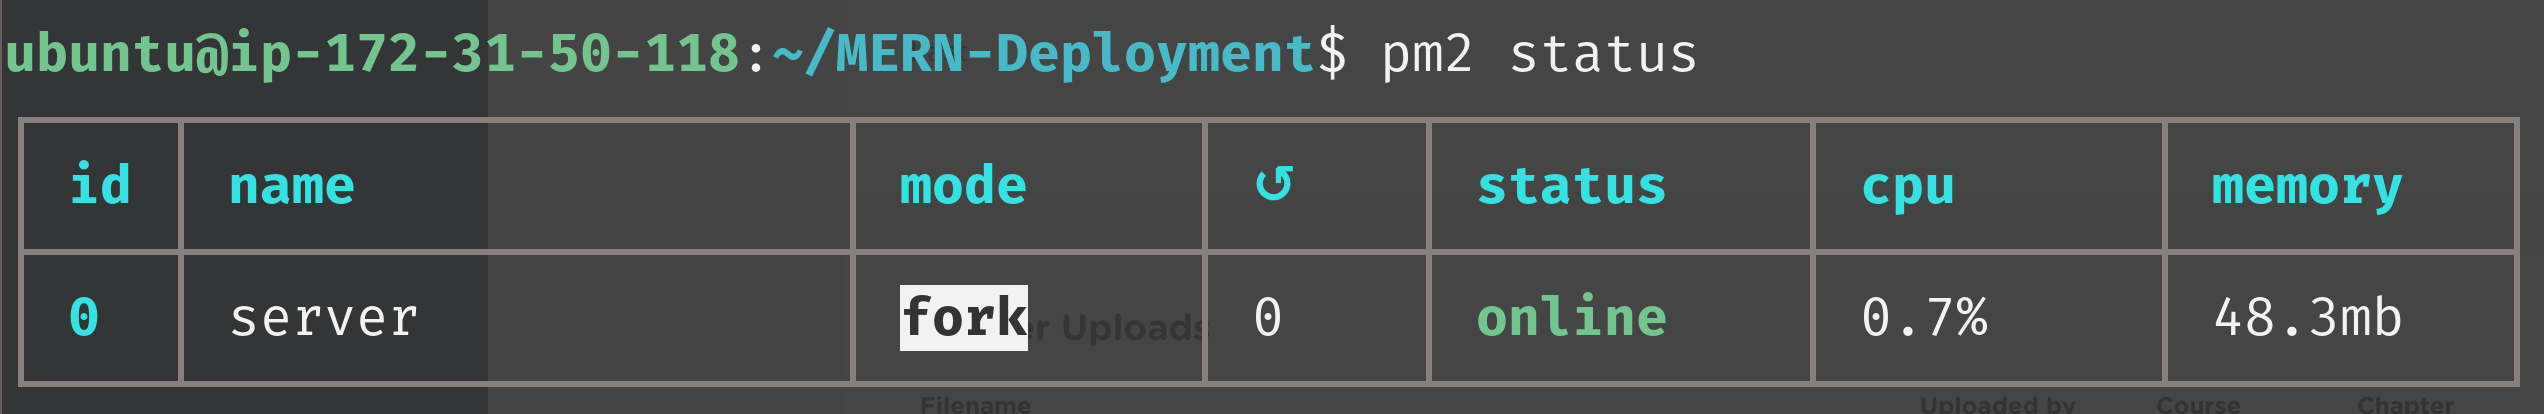 ubuntu@ip-172-31-50-118:~/MERN-Deployment$ pm2 status
id name mode ↺ status cpu memory
0 server fork 0 online 0.7% 48.3mb
er Uploads
Filename Uploaded by Course Chapter